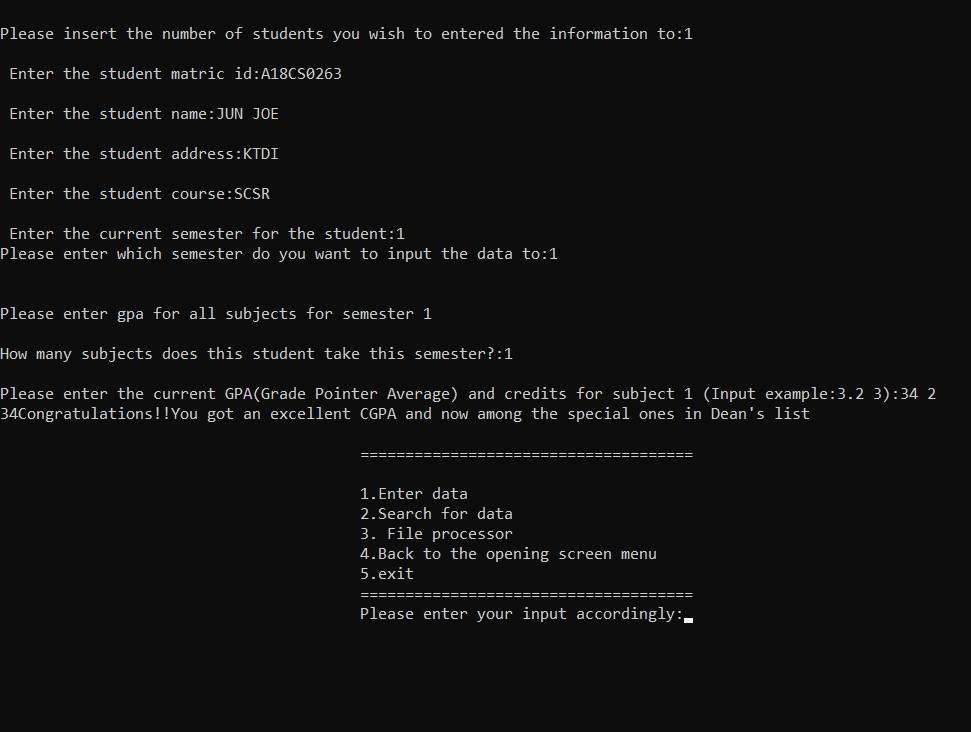 Please insert the number of students you wish to entered the information to:1
Enter the student matric id:A18CS0263
Enter the student name:JUN JOE
Enter the student address:KTDI
Enter the student course:SCSR
Enter the current semester for the student:1
Please enter which semester do you want to input the data to:1
Please enter gpa for all subjects for semester 1
How many subjects does this student take this semester?:1
Please enter the current GPA(Grade Pointer Average) and credits for subject 1 (Input example:3.2 3):34 2
34Congratulations!!You got an excellent CGPA and now among the special ones in Dean's list
=====================================
1.Enter data
2.Search for data
3. File processor
4.Back to the opening screen menu
5.exit
=====================================
Please enter your input accordingly: